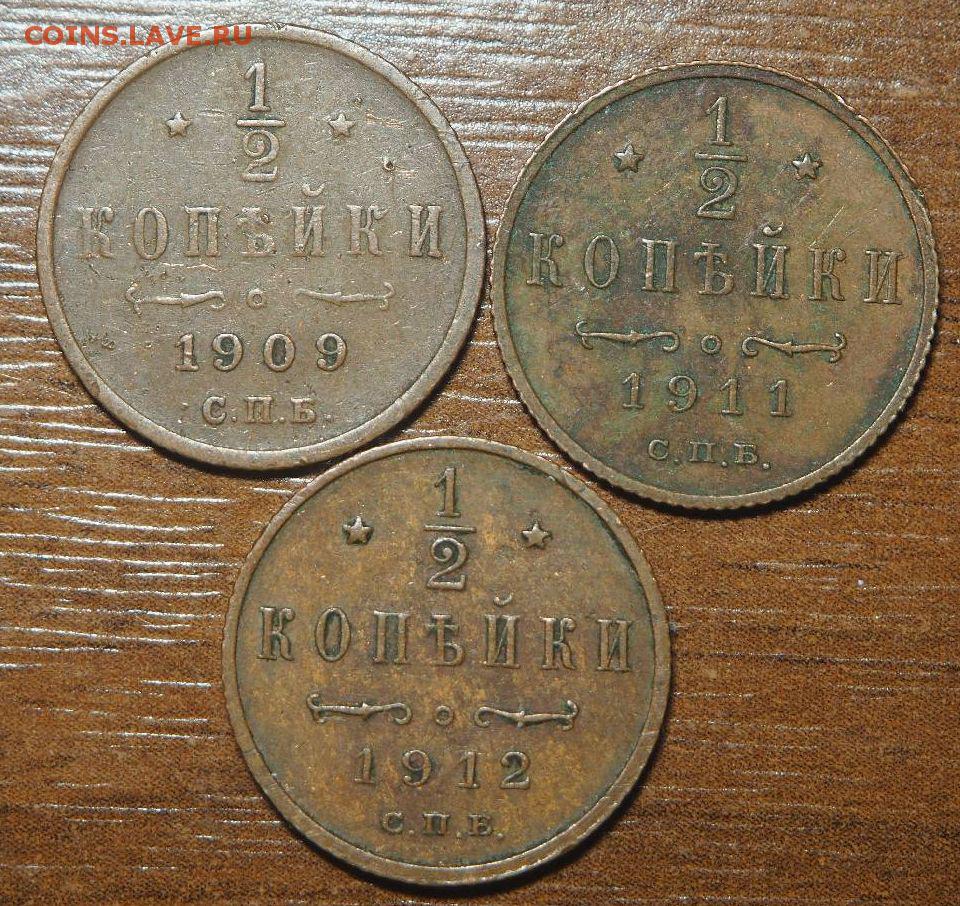 COINS.LAVE.RU
1/2
КОПѢЙКИ
1909
С.П.Б.
1/2
КОПѢЙКИ
1911
С.П.Б.
1/2
КОПѢЙКИ
1912
С.П.Б.